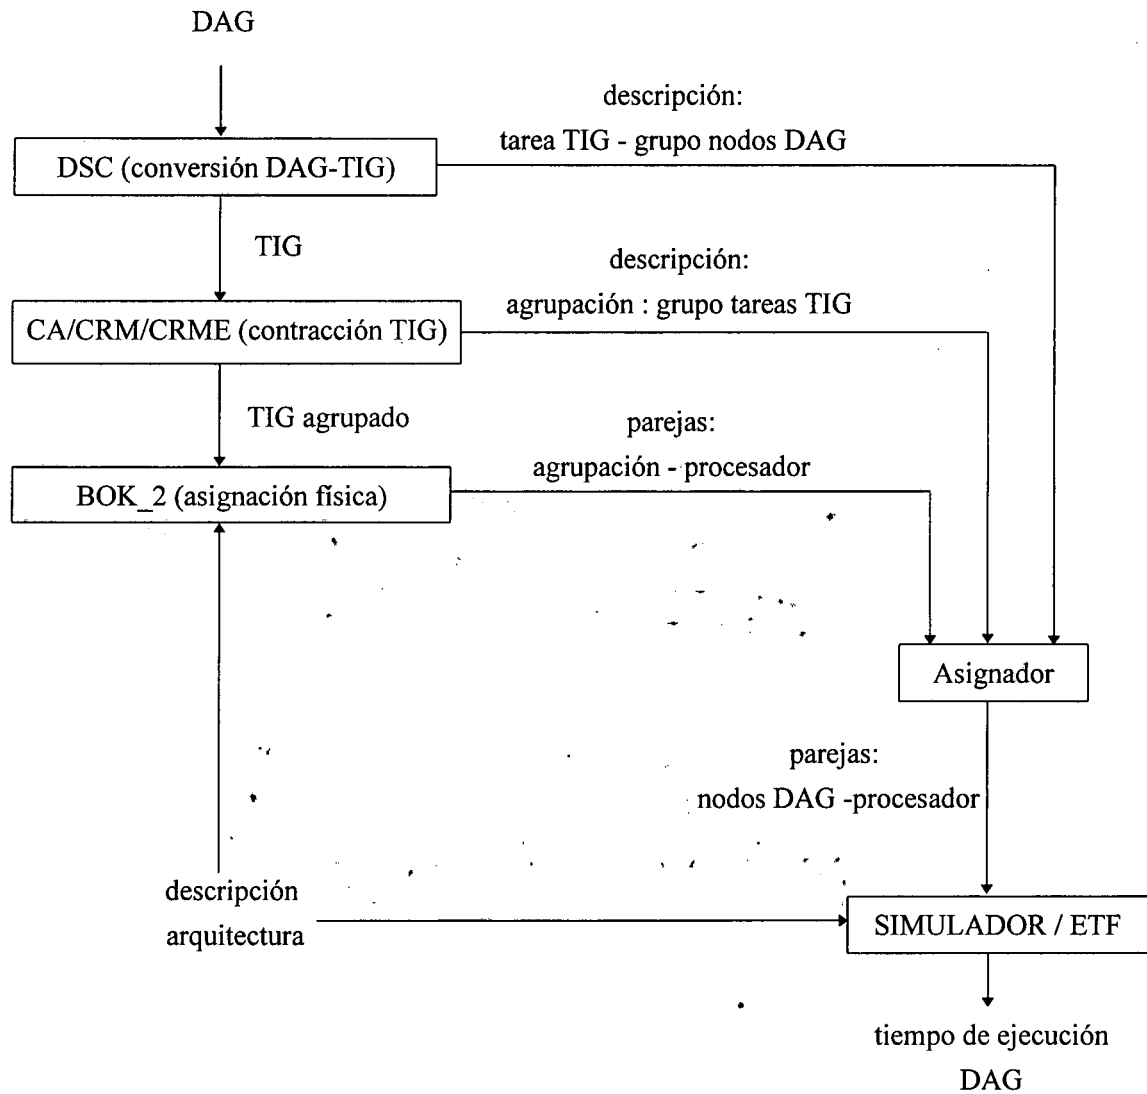 DAG
descripción:
tarea TIG - grupo nodos DAG
DSC (conversión DAG-TIG)
TIG
descripción:
agrupación : grupo tareas TIG
CA/CRM/CRME (contracción TIG)
TIG agrupado
parejas:
agrupación - procesador
BOK_2 (asignación física)
Asignador
parejas:
nodos DAG -procesador
descripción
arquitectura
SIMULADOR / ETF
tiempo de ejecución
DAG